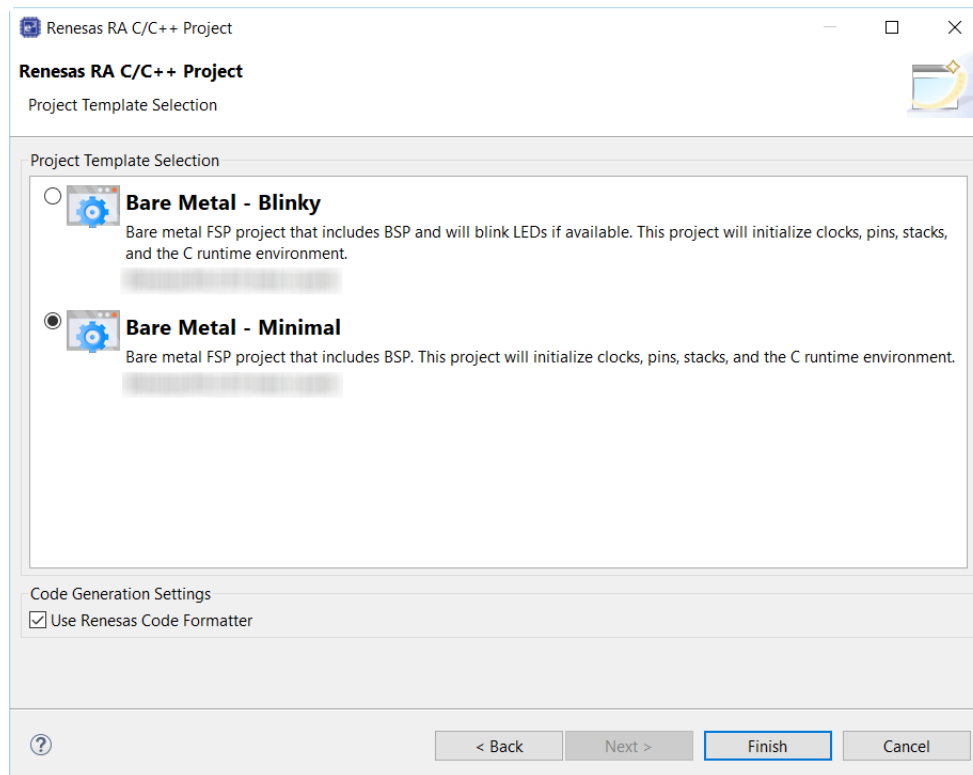 Renesas RA C/C++ Project
Renesas RA C/C++ Project
Project Template Selection
Project Template Selection
Bare Metal - Blinky
Bare metal FSP project that includes BSP and will blink LEDs if available. This project will initialize clocks, pins, stacks,
and the C runtime environment.
Bare Metal - Minimal
Bare metal FSP project that includes BSP. This project will initialize clocks, pins, stacks, and the C runtime environment.
Code Generation Settings
Use Renesas Code Formatter
?
< Back
Next >
Finish
Cancel